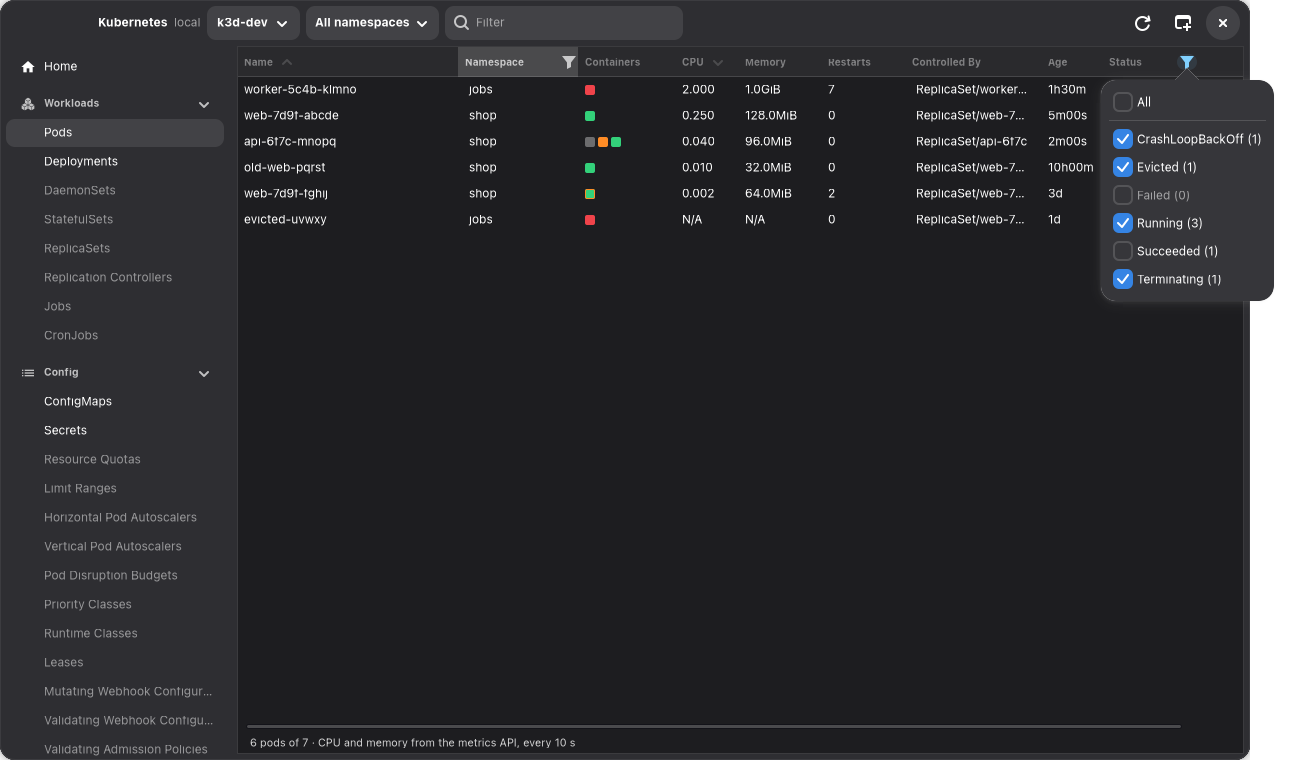 Kubernetes local k3d-dev All namespaces Filter
Home
Workloads
Pods
Deployments
DaemonSets
StatefulSets
ReplicaSets
Replication Controllers
Jobs
CronJobs
Config
ConfigMaps
Secrets
Resource Quotas
Limit Ranges
Horizontal Pod Autoscalers
Vertical Pod Autoscalers
Pod Disruption Budgets
Priority Classes
Runtime Classes
Leases
Mutating Webhook Configur...
Validating Webhook Configu...
Validating Admission Policies
Name Namespace Containers CPU Memory Restarts Controlled By Age Status
worker-5c4b-klmno jobs 2.000 1.0GiB 7 ReplicaSet/worker... 1h30m
web-7d9f-abcde shop 0.250 128.0MiB 0 ReplicaSet/web-7... 5m00s
api-6f7c-mnopq shop 0.040 96.0MiB 0 ReplicaSet/api-6f7c 2m00s
old-web-pqrst shop 0.010 32.0MiB 0 ReplicaSet/web-7... 10h00m
web-7d9f-fghij shop 0.002 64.0MiB 2 ReplicaSet/web-7... 3d
evicted-uvwxy jobs N/A N/A 0 ReplicaSet/web-7... 1d
All
CrashLoopBackOff (1)
Evicted (1)
Failed (0)
Running (3)
Succeeded (1)
Terminating (1)
6 pods of 7 · CPU and memory from the metrics API, every 10 s